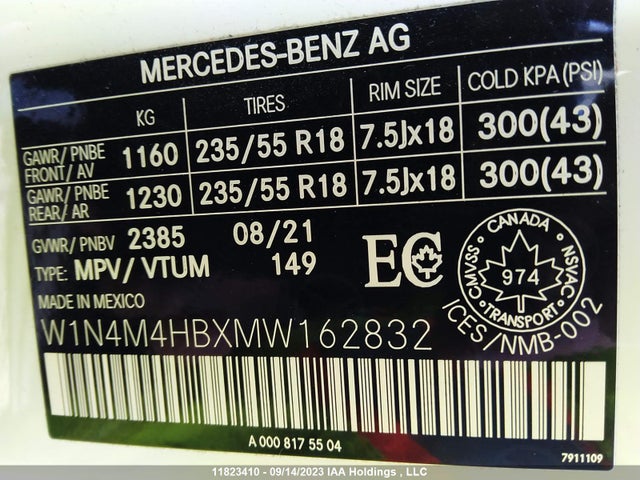 MERCEDES-BENZ AG
KG TIRES RIM SIZE COLD KPA (PSI)
GAWR/ PNBE FRONT/ AV 1160 235/55 R18 7.5Jx18 300(43)
GAWR/ PNBE REAR/ AR 1230 235/55 R18 7.5Jx18 300(43)
GVWR/ PNBV 2385 08/21
TYPE: MPV/ VTUM 149
EC
CANADA
CMVSS NSVAC
974
TRANSPORT
ICES/NMB-002
MADE IN MEXICO
W1N4M4HBXMW162832
A 000 817 55 04
7911109
11823410 - 09/14/2023 IAA Holdings , LLC